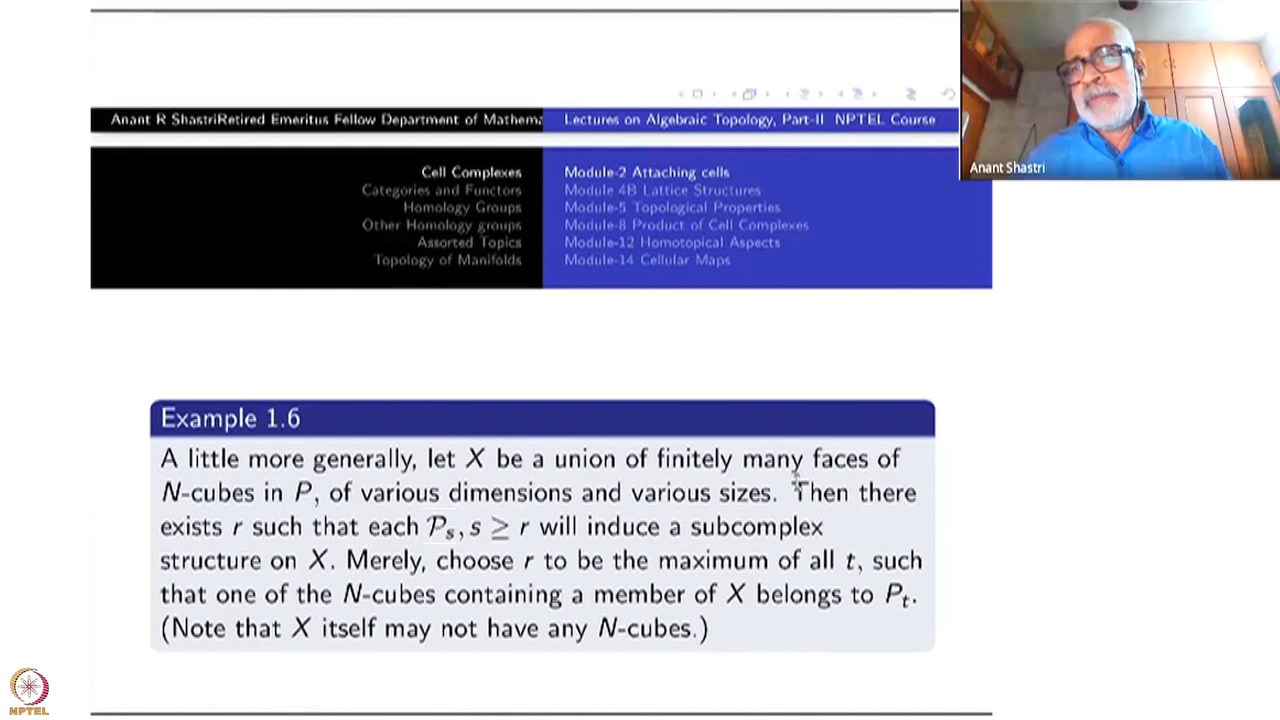 Anant R ShastriRetired Emeritus Fellow Department of Mathema
Lectures on Algebraic Topology, Part-II NPTEL Course
Cell Complexes
Categories and Functors
Homology Groups
Other Homology groups
Assorted Topics
Topology of Manifolds
Module-2 Attaching cells
Module 4B Lattice Structures
Module-5 Topological Properties
Module-8 Product of Cell Complexes
Module-12 Homotopical Aspects
Module-14 Cellular Maps
Anant Shastri
Example 1.6
A little more generally, let X be a union of finitely many faces of
N-cubes in P, of various dimensions and various sizes. Then there
exists r such that each 𝒫ₛ, s ≥ r will induce a subcomplex
structure on X. Merely, choose r to be the maximum of all t, such
that one of the N-cubes containing a member of X belongs to Pₜ.
(Note that X itself may not have any N-cubes.)
NPTEL